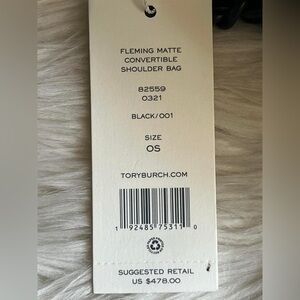 FLEMING MATTE
CONVERTIBLE
SHOULDER BAG
82559
0321
BLACK/001
SIZE
OS
TORYBURCH.COM
1 92485 75311 0
SUGGESTED RETAIL
US $478.00